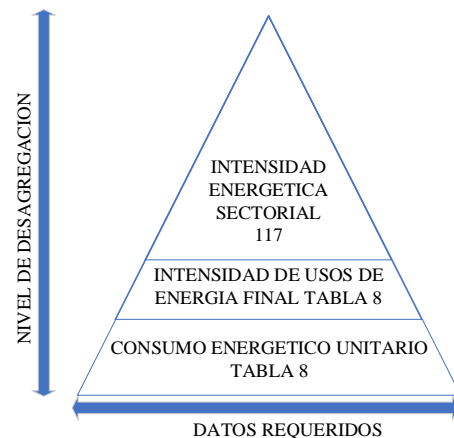 NIVEL DE DESAGREGACION
INTENSIDAD
ENERGETICA
SECTORIAL
117
INTENSIDAD DE USOS DE
ENERGIA FINAL TABLA 8
CONSUMO ENERGETICO UNITARIO
TABLA 8
DATOS REQUERIDOS